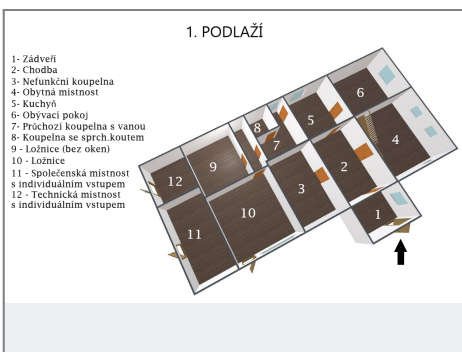 1. PODLAŽÍ
1- Zádveří
2- Chodba
3- Nefunkční koupelna
4- Obytná místnost
5- Kuchyň
6- Obývací pokoj
7- Průchozí koupelna s vanou
8- Koupelna se sprch.koutem
9 - Ložnice (bez oken)
10 - Ložnice
11 - Společenská místnost
s individuálním vstupem
12 - Technická místnost
s individuálním vstupem
6
5
8
7
4
9
2
12
3
10
1
11